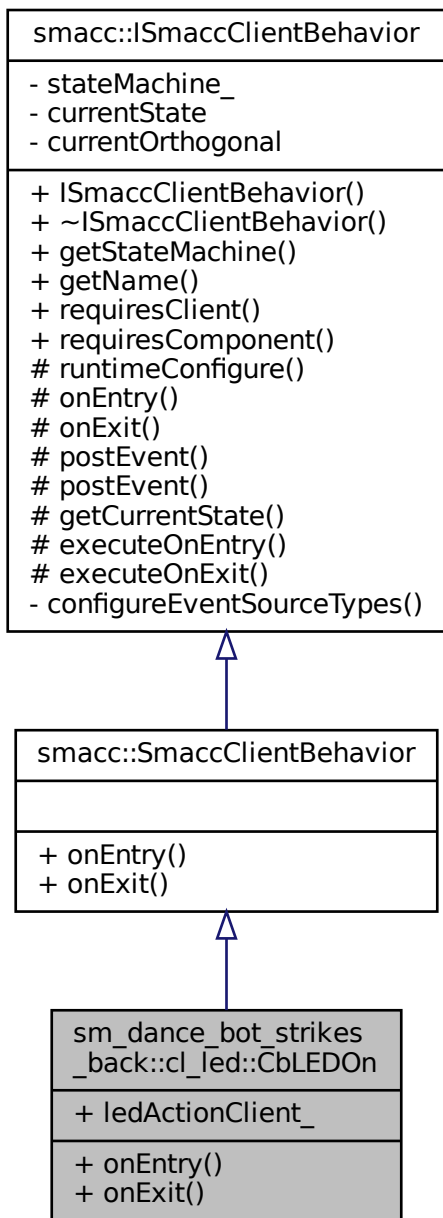 smacc::ISmaccClientBehavior
- stateMachine_
- currentState
- currentOrthogonal
+ ISmaccClientBehavior()
+ ~ISmaccClientBehavior()
+ getStateMachine()
+ getName()
+ requiresClient()
+ requiresComponent()
# runtimeConfigure()
# onEntry()
# onExit()
# postEvent()
# postEvent()
# getCurrentState()
# executeOnEntry()
# executeOnExit()
- configureEventSourceTypes()
smacc::SmaccClientBehavior
+ onEntry()
+ onExit()
sm_dance_bot_strikes
_back::cl_led::CbLEDOn
+ ledActionClient_
+ onEntry()
+ onExit()